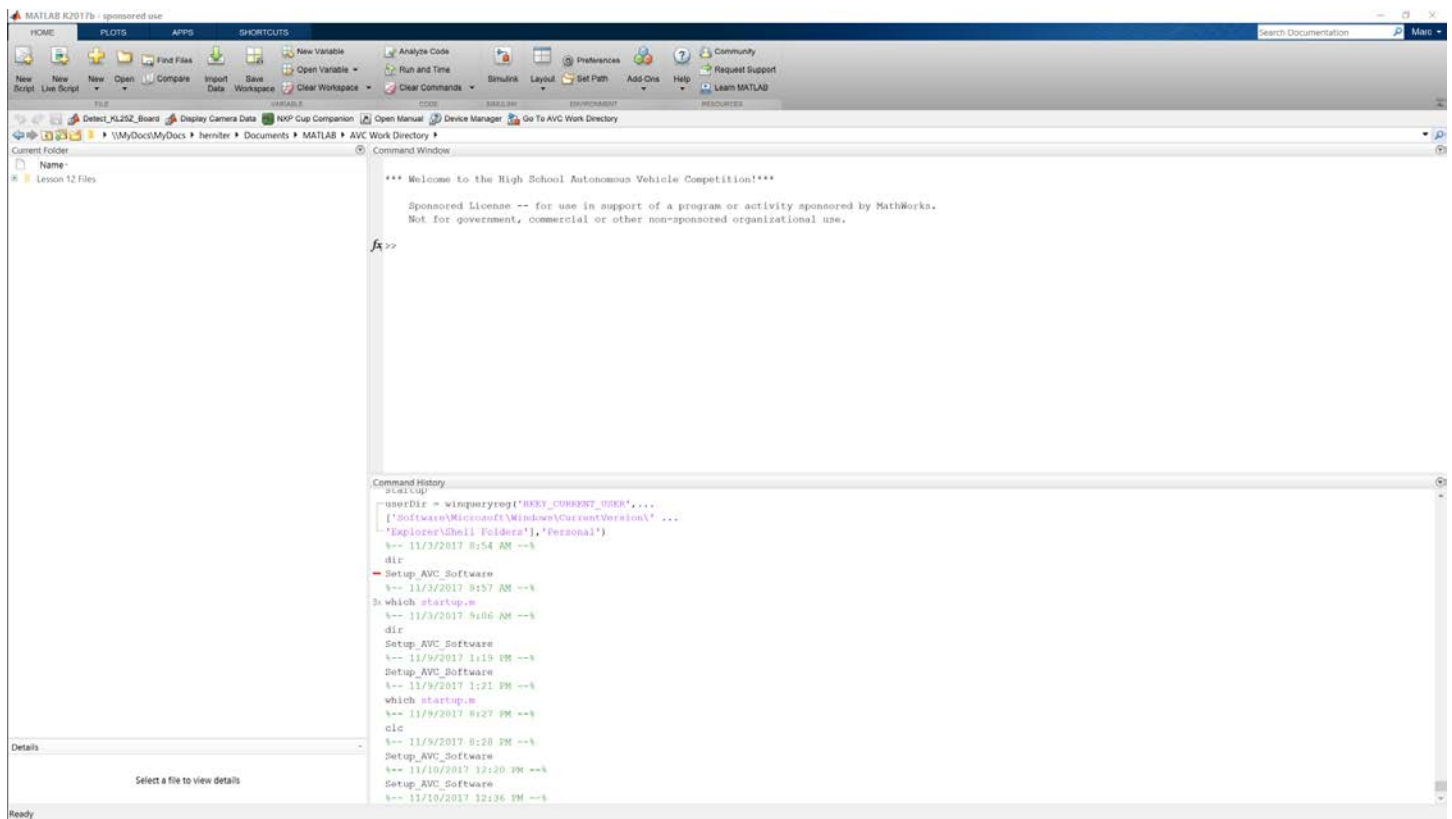 MATLAB R2017b - sponsored use
HOME PLOTS APPS SHORTCUTS Search Documentation Marc
New Script New Live Script New Open Find Files Compare Import Data Save Workspace New Variable Open Variable Clear Workspace Analyze Code Run and Time Clear Commands Simulink Layout Preferences Set Path Add-Ons Help Community Request Support Learn MATLAB
FILE VARIABLE CODE SIMULINK ENVIRONMENT RESOURCES
Detect_KL25Z_Board Display Camera Data NXP Cup Companion Open Manual Device Manager Go To AVC Work Directory
\\MyDocs\MyDocs herniter Documents MATLAB AVC Work Directory
Current Folder
Name
Lesson 12 Files
Command Window
*** Welcome to the High School Autonomous Vehicle Competition!***
Sponsored License -- for use in support of a program or activity sponsored by MathWorks.
Not for government, commercial or other non-sponsored organizational use.
fx >>
Command History
startup
userDir = winqueryreg('HKEY_CURRENT_USER',...
['Software\Microsoft\Windows\CurrentVersion\' ...
'Explorer\Shell Folders'],'Personal')
%-- 11/3/2017 8:54 AM --%
dir
Setup_AVC_Software
%-- 11/3/2017 8:57 AM --%
3x which startup.m
%-- 11/3/2017 9:06 AM --%
dir
Setup_AVC_Software
%-- 11/9/2017 1:19 PM --%
Setup_AVC_Software
%-- 11/9/2017 1:21 PM --%
which startup.m
%-- 11/9/2017 8:27 PM --%
clc
%-- 11/9/2017 8:28 PM --%
Setup_AVC_Software
%-- 11/10/2017 12:20 PM --%
Setup_AVC_Software
%-- 11/10/2017 12:36 PM --%
Details
Select a file to view details
Ready